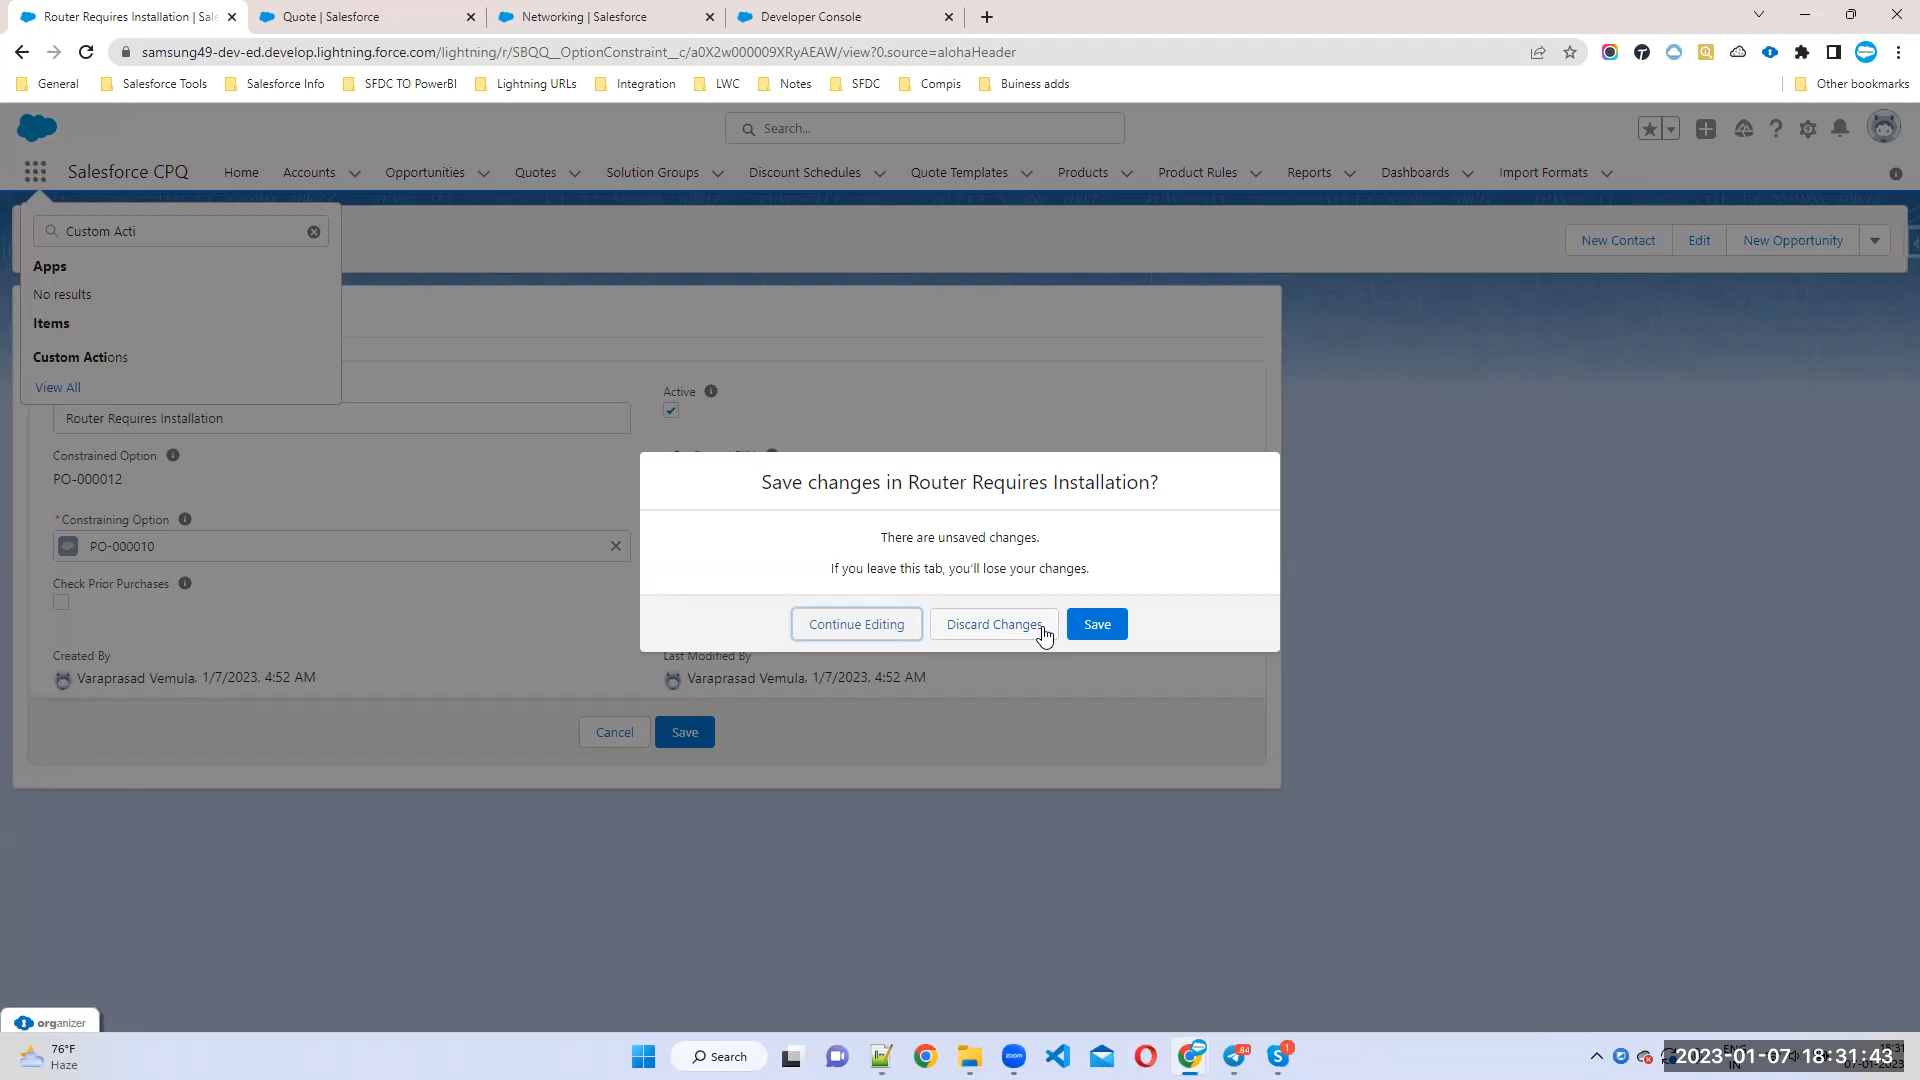 Router Requires Installation | Sale
Quote | Salesforce
Networking | Salesforce
Developer Console
samsung49-dev-ed.develop.lightning.force.com/lightning/r/SBQQ__OptionConstraint__c/a0X2w000009XRyAEAW/view?0.source=alohaHeader
General
Salesforce Tools
Salesforce Info
SFDC TO PowerBI
Lightning URLs
Integration
LWC
Notes
SFDC
Compis
Buiness adds
Other bookmarks
Search...
Salesforce CPQ
Home
Accounts
Opportunities
Quotes
Solution Groups
Discount Schedules
Quote Templates
Products
Product Rules
Reports
Dashboards
Import Formats
Custom Acti
New Contact
Edit
New Opportunity
Apps
No results
Items
Custom Actions
View All
Active
Router Requires Installation
Constrained Option
PO-000012
Save changes in Router Requires Installation?
*Constraining Option
PO-000010
There are unsaved changes.
If you leave this tab, you'll lose your changes.
Check Prior Purchases
Continue Editing
Discard Changes
Save
Created By
Last Modified By
Varaprasad Vemula, 1/7/2023, 4:52 AM
Varaprasad Vemula, 1/7/2023, 4:52 AM
Cancel
Save
organizer
76°F
Haze
Search
zoom
84
1
2023-01-07 18:31:43